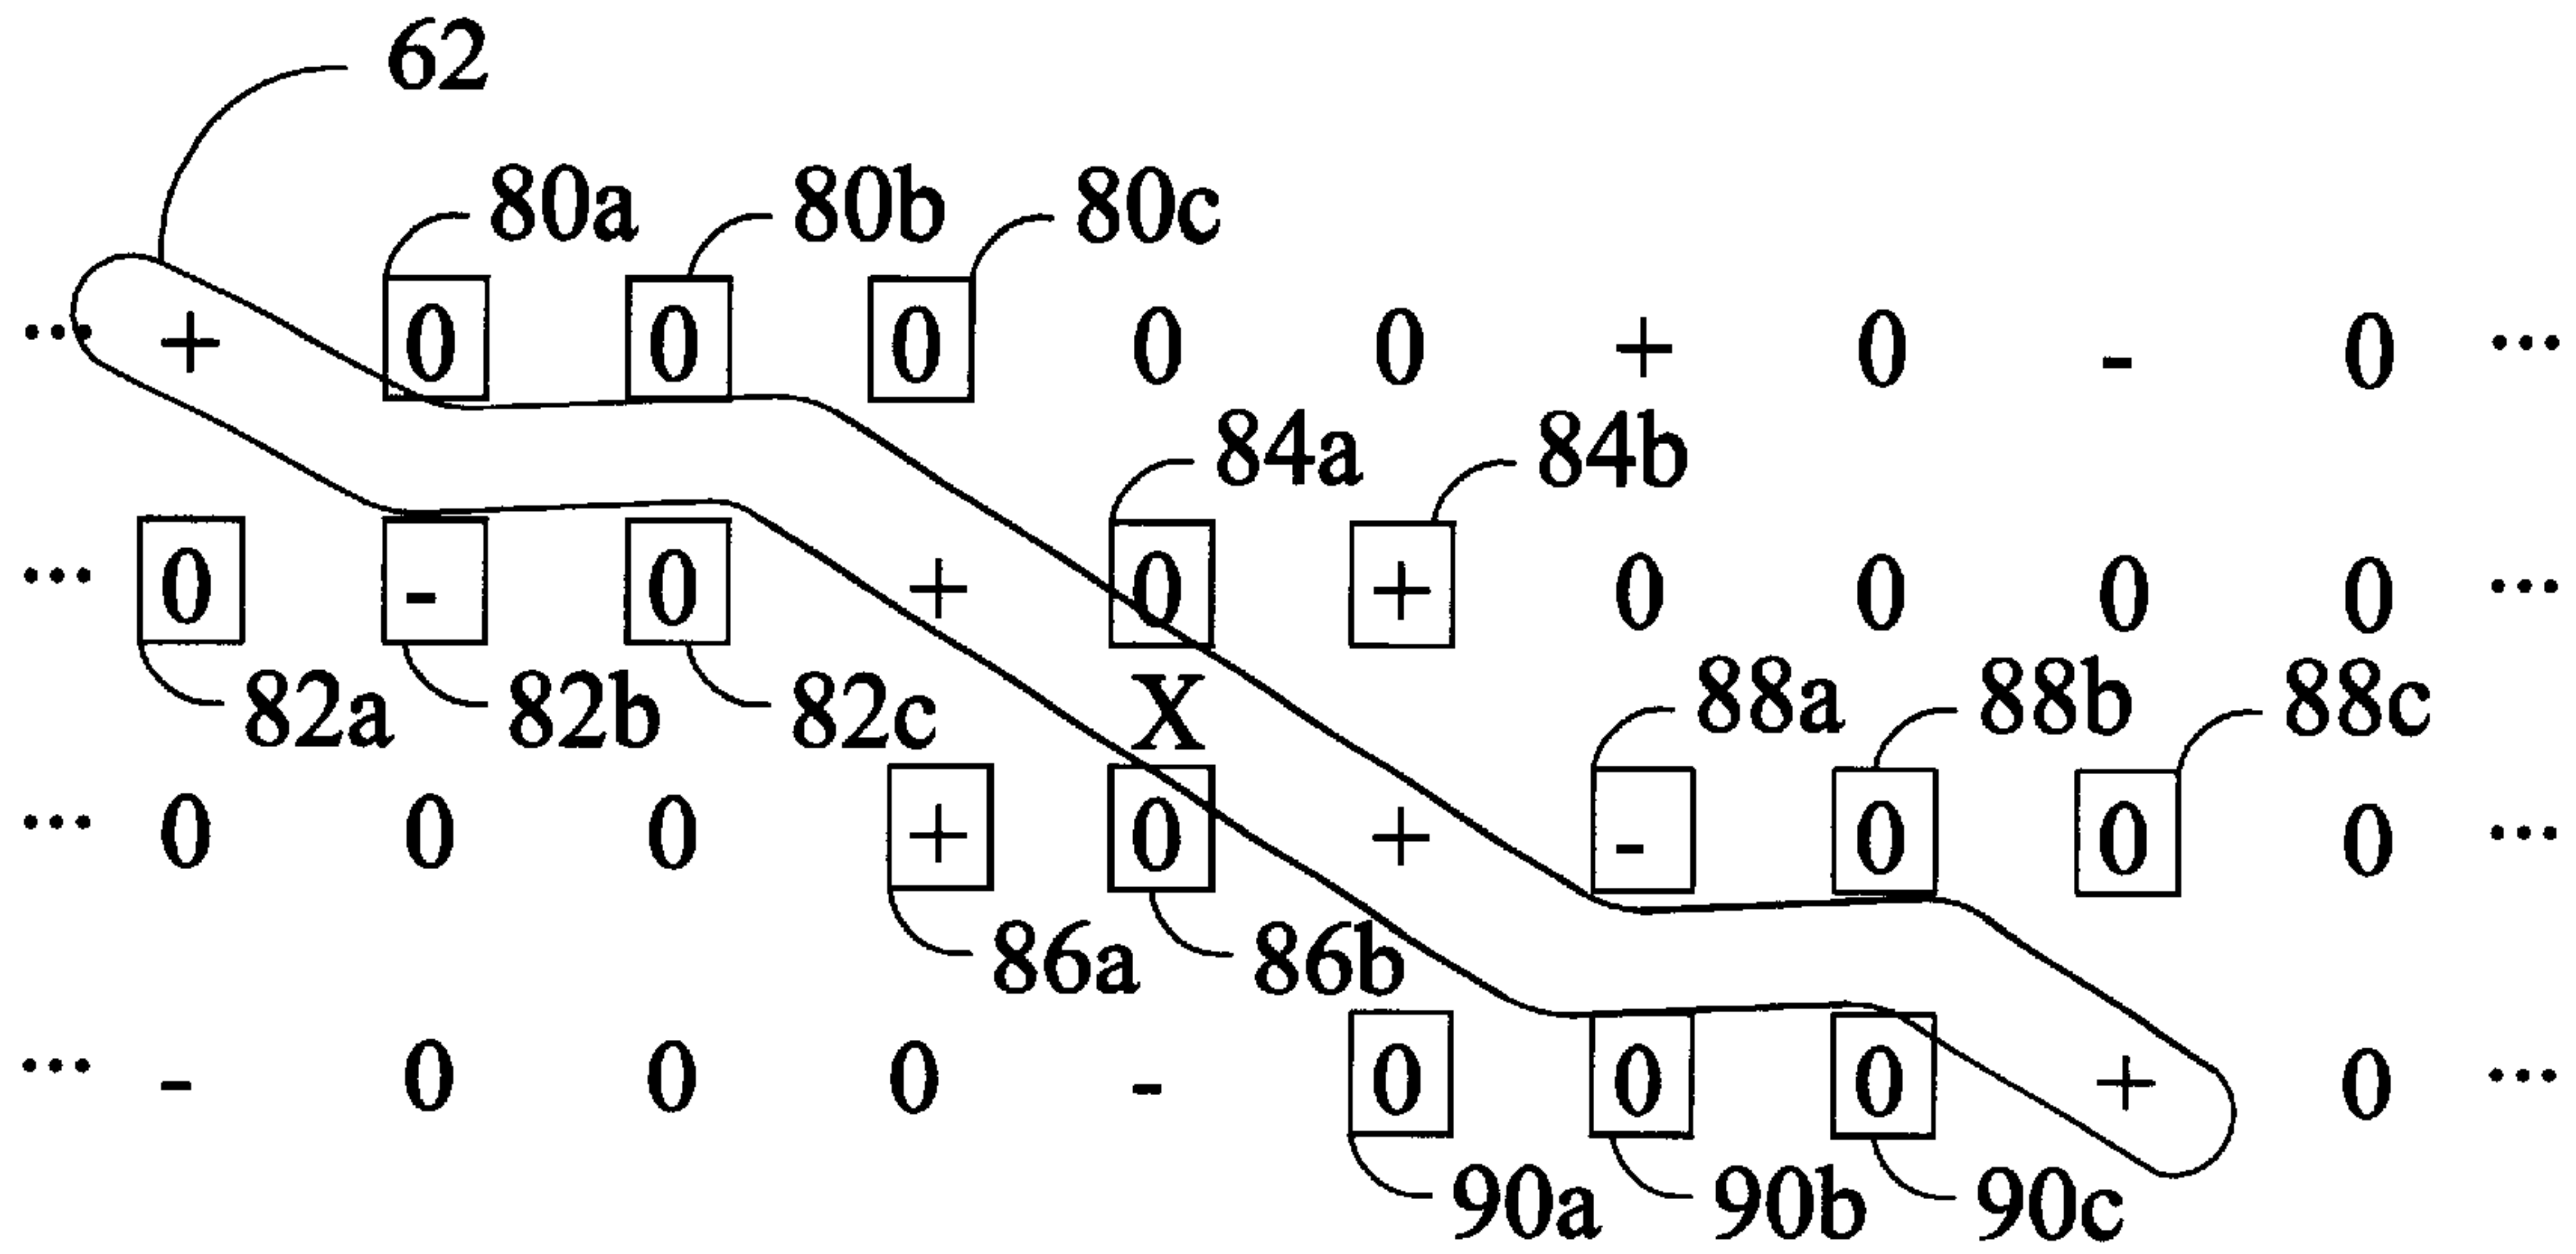 62
80a 80b 80c
... + 0 0 0 0 0 + 0 - 0 ...
84a 84b
... 0 - 0 + 0 + 0 0 0 0 ...
82a 82b 82c X 88a 88b 88c
... 0 0 0 + 0 + - 0 0 0 ...
86a 86b
... - 0 0 0 - 0 0 0 + 0 ...
90a 90b 90c